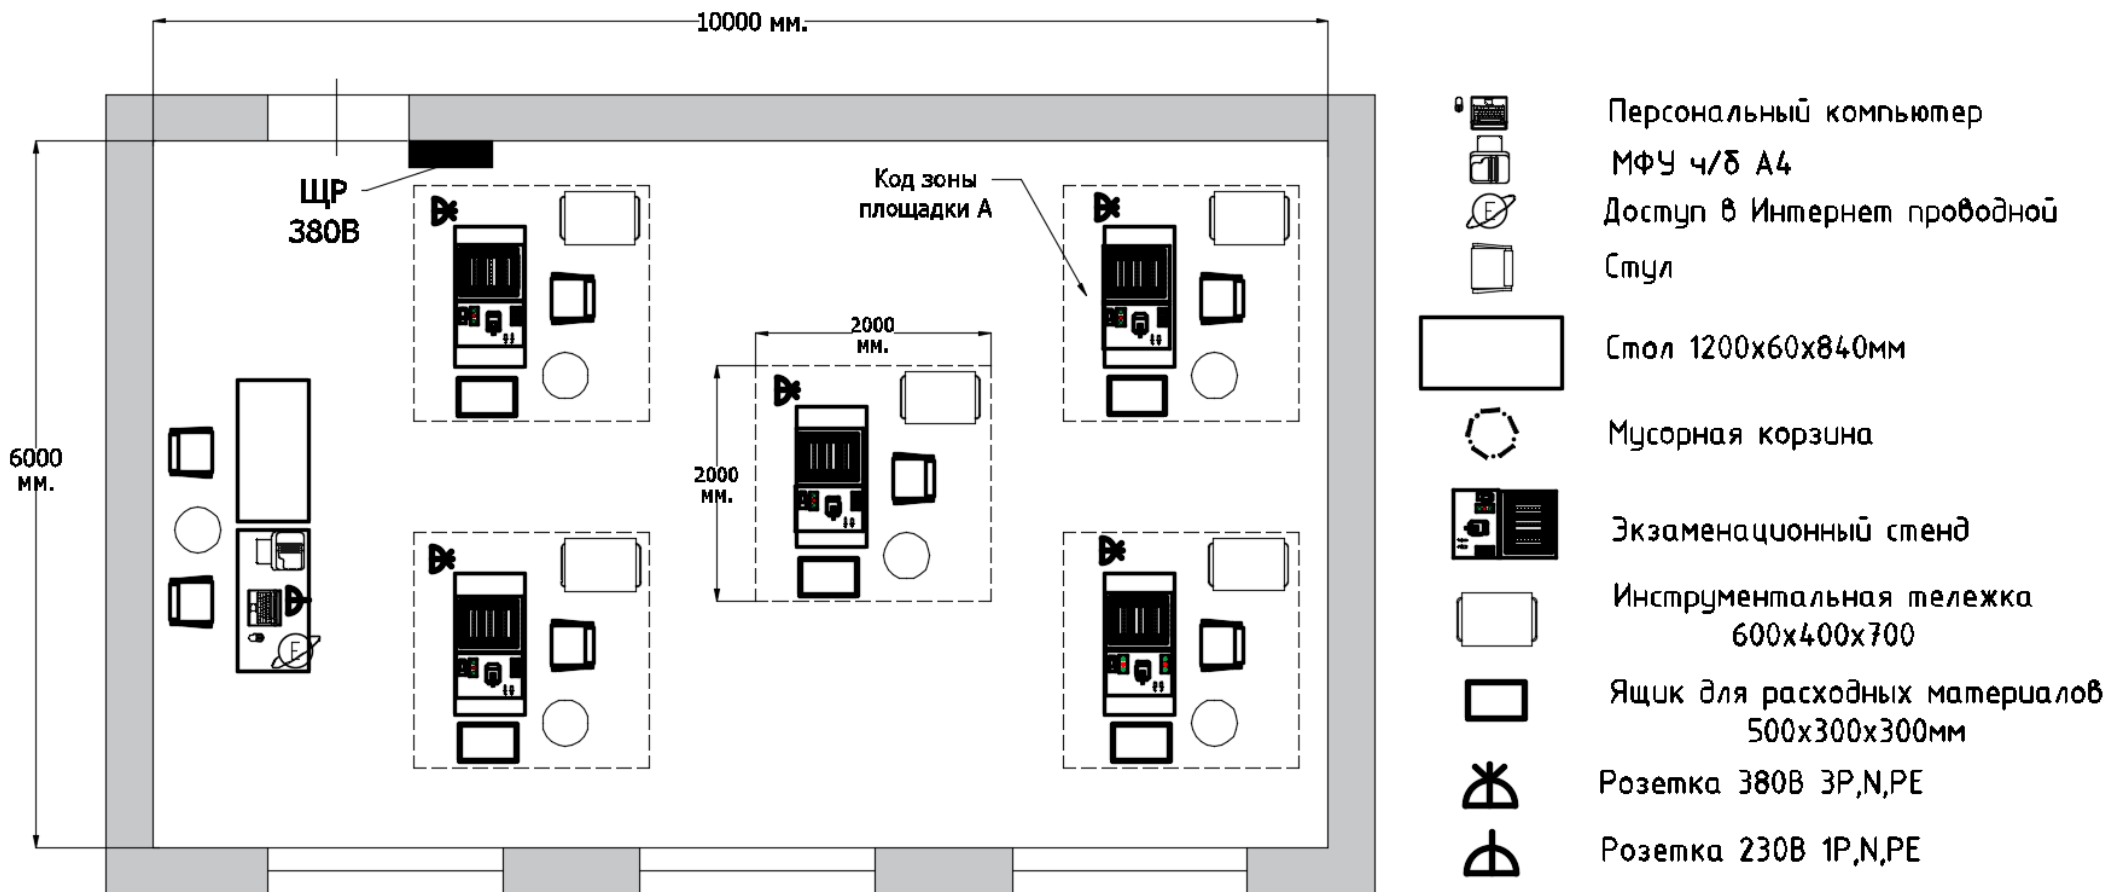 10000 мм.
ЩР
380В
Код зоны
площадки А
2000
мм.
2000
мм.
6000
мм.
E
Персональный компьютер
МФУ ч/б А4
E
Доступ в Интернет проводной
Стул
Стол 1200х60х840мм
Мусорная корзина
Экзаменационный стенд
Инструментальная тележка
600х400х700
Ящик для расходных материалов
500х300х300мм
Розетка 380В 3P,N,PE
Розетка 230В 1P,N,PE